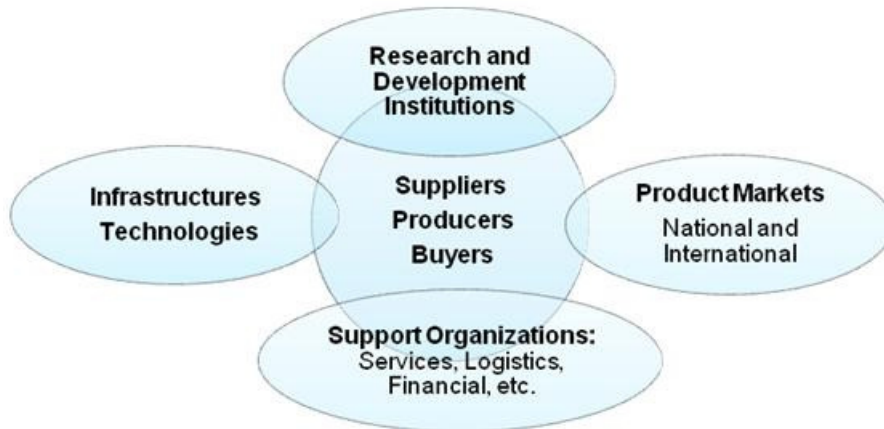 Research and
Development
Institutions
Infrastructures
Technologies
Suppliers
Producers
Buyers
Product Markets
National and
International
Support Organizations:
Services, Logistics,
Financial, etc.